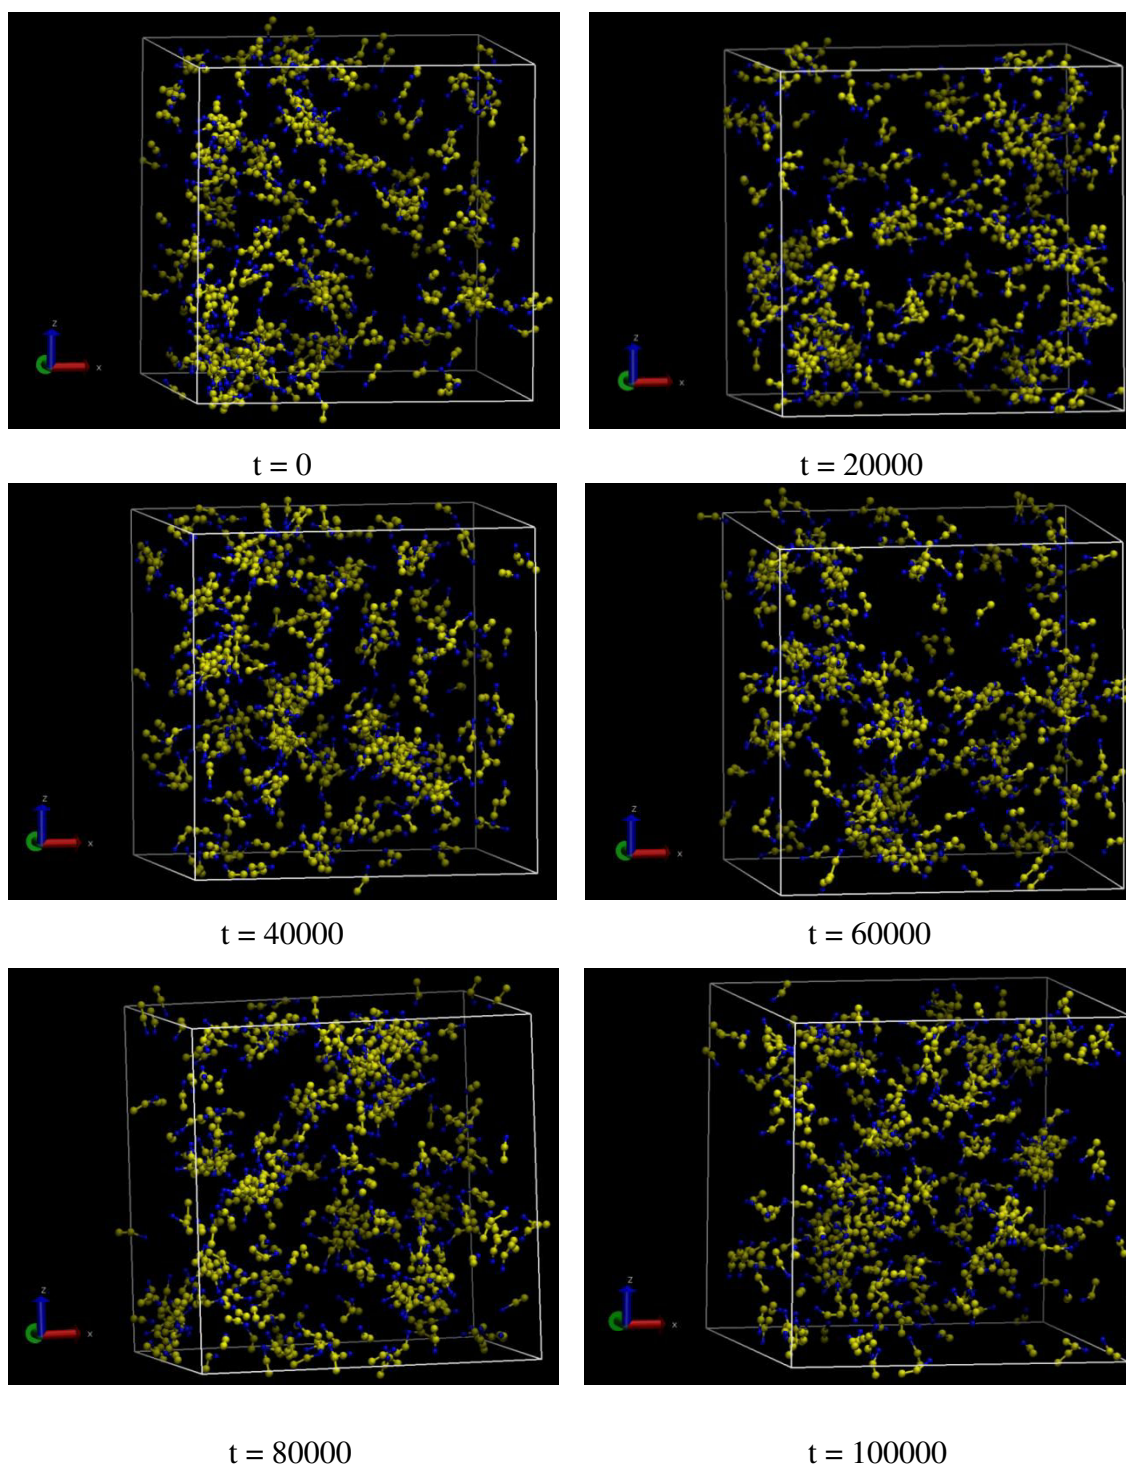 z
x
z
x
t = 0
t = 20000
z
x
z
x
t = 40000
t = 60000
z
x
z
x
t = 80000
t = 100000